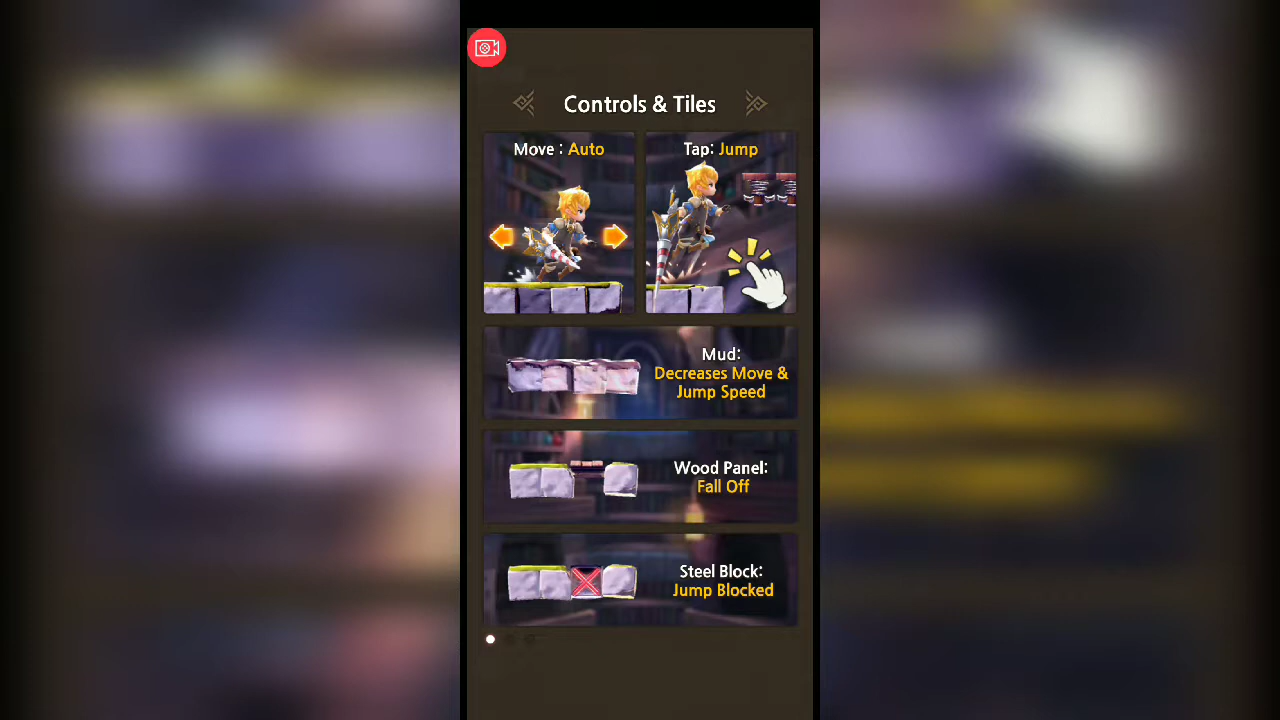 Controls & Tiles
Move : Auto
Tap: Jump
Mud:
Decreases Move &
Jump Speed
Wood Panel:
Fall Off
Steel Block:
Jump Blocked